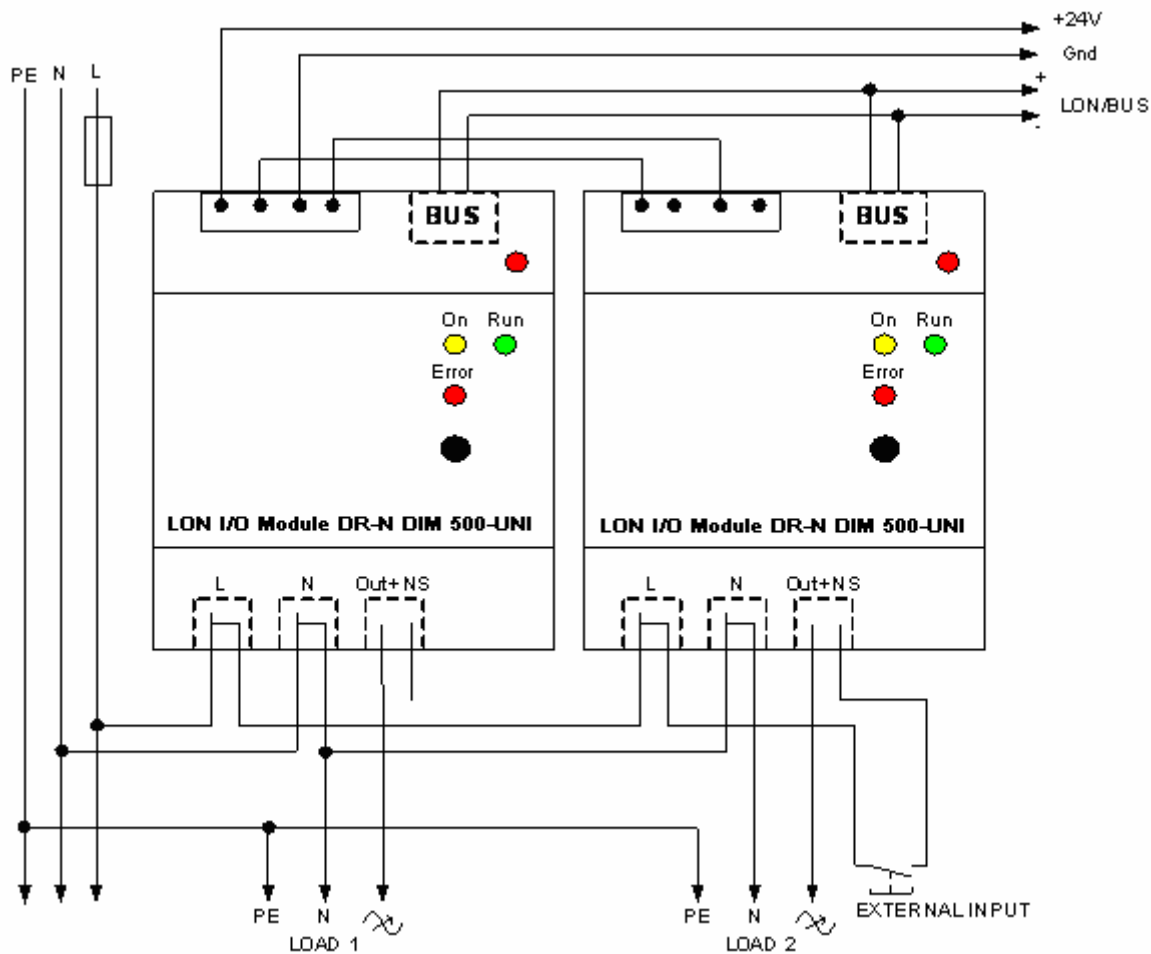 +24V
Gnd
PE N L
+
LON/BUS
-
BUS
BUS
On Run
On Run
Error
Error
LON I/O Module DR-N DIM 500-UNI
LON I/O Module DR-N DIM 500-UNI
L N Out+NS
L N Out+NS
PE N
LOAD 1
PE N
LOAD 2
EXTERNAL INPUT